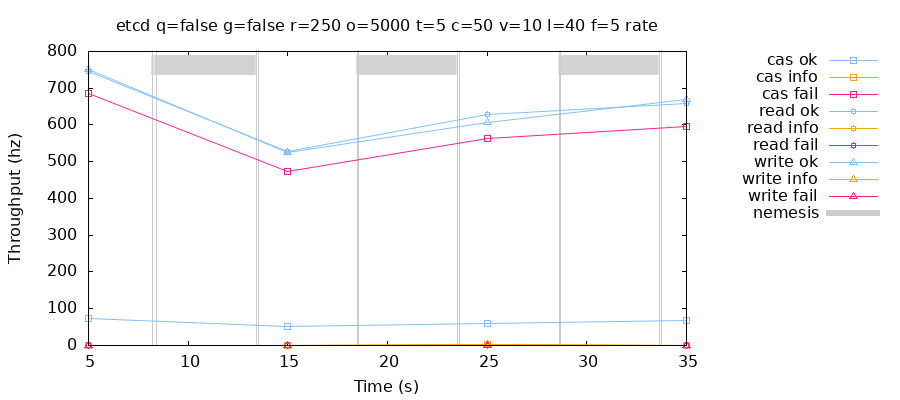 etcd q=false g=false r=250 o=5000 t=5 c=50 v=10 l=40 f=5 rate
800
700
600
500
400
300
200
100
0
Throughput (hz)
5
10
15
20
25
30
35
Time (s)
cas ok
cas info
cas fail
read ok
read info
read fail
write ok
write info
write fail
nemesis